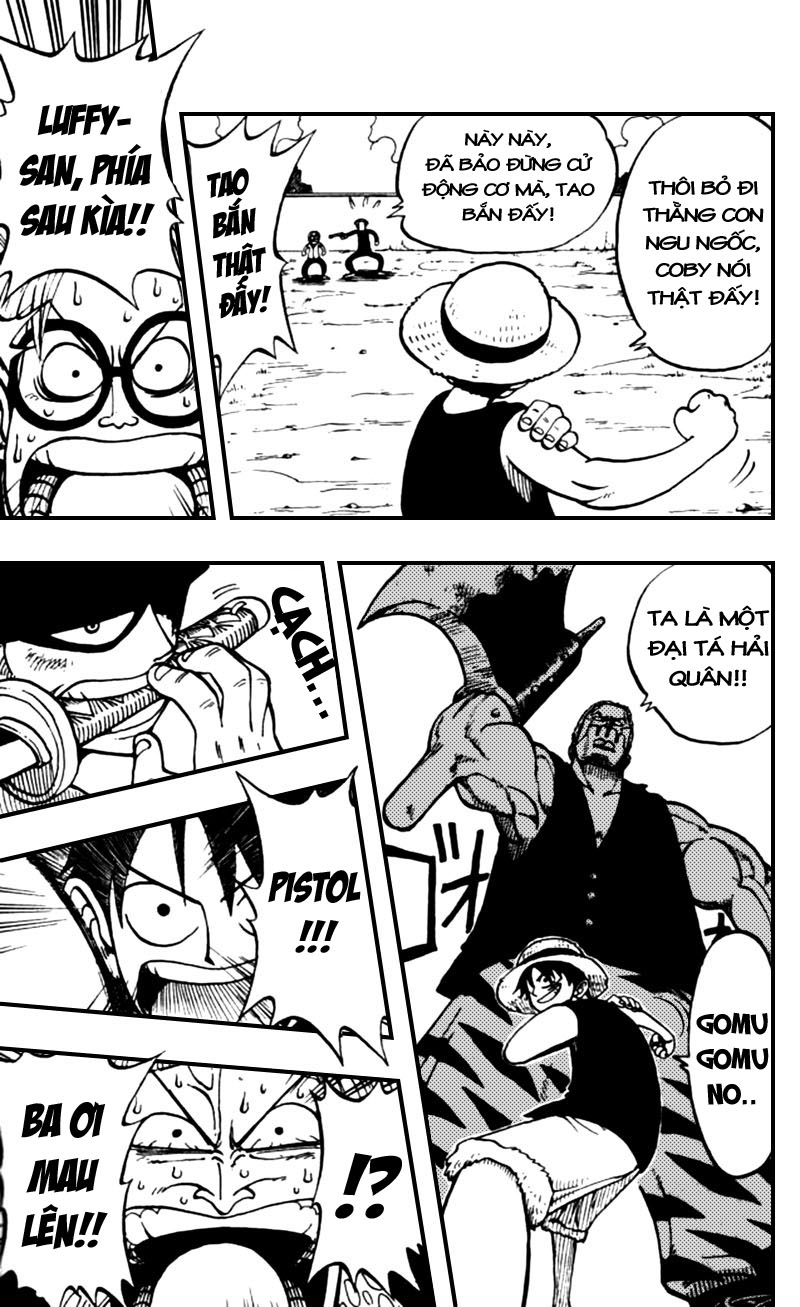 THÔI BỎ ĐI
THẰNG CON
NGU NGỐC,
COBY NÓI
THẬT ĐẤY!
NÀY NÀY,
ĐÃ BẢO ĐỪNG CỬ
ĐỘNG CƠ MÀ, TAO
BẮN ĐẤY!
TAO
BẮN
THẬT
ĐẤY!
LUFFY-
SAN, PHÍA
SAU KÌA!!
TA LÀ MỘT
ĐẠI TÁ HẢI
QUÂN!!
GOMU
GOMU
NO..
CẠCH...
PISTOL
!!!
!?
BA ƠI
MAU
LÊN!!